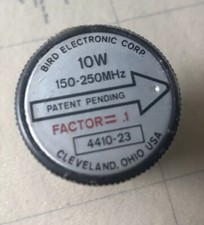 BIRD ELECTRONIC CORP
10W
150-250MHz
PATENT PENDING
FACTOR= .1
4410-23
CLEVELAND, OHIO USA